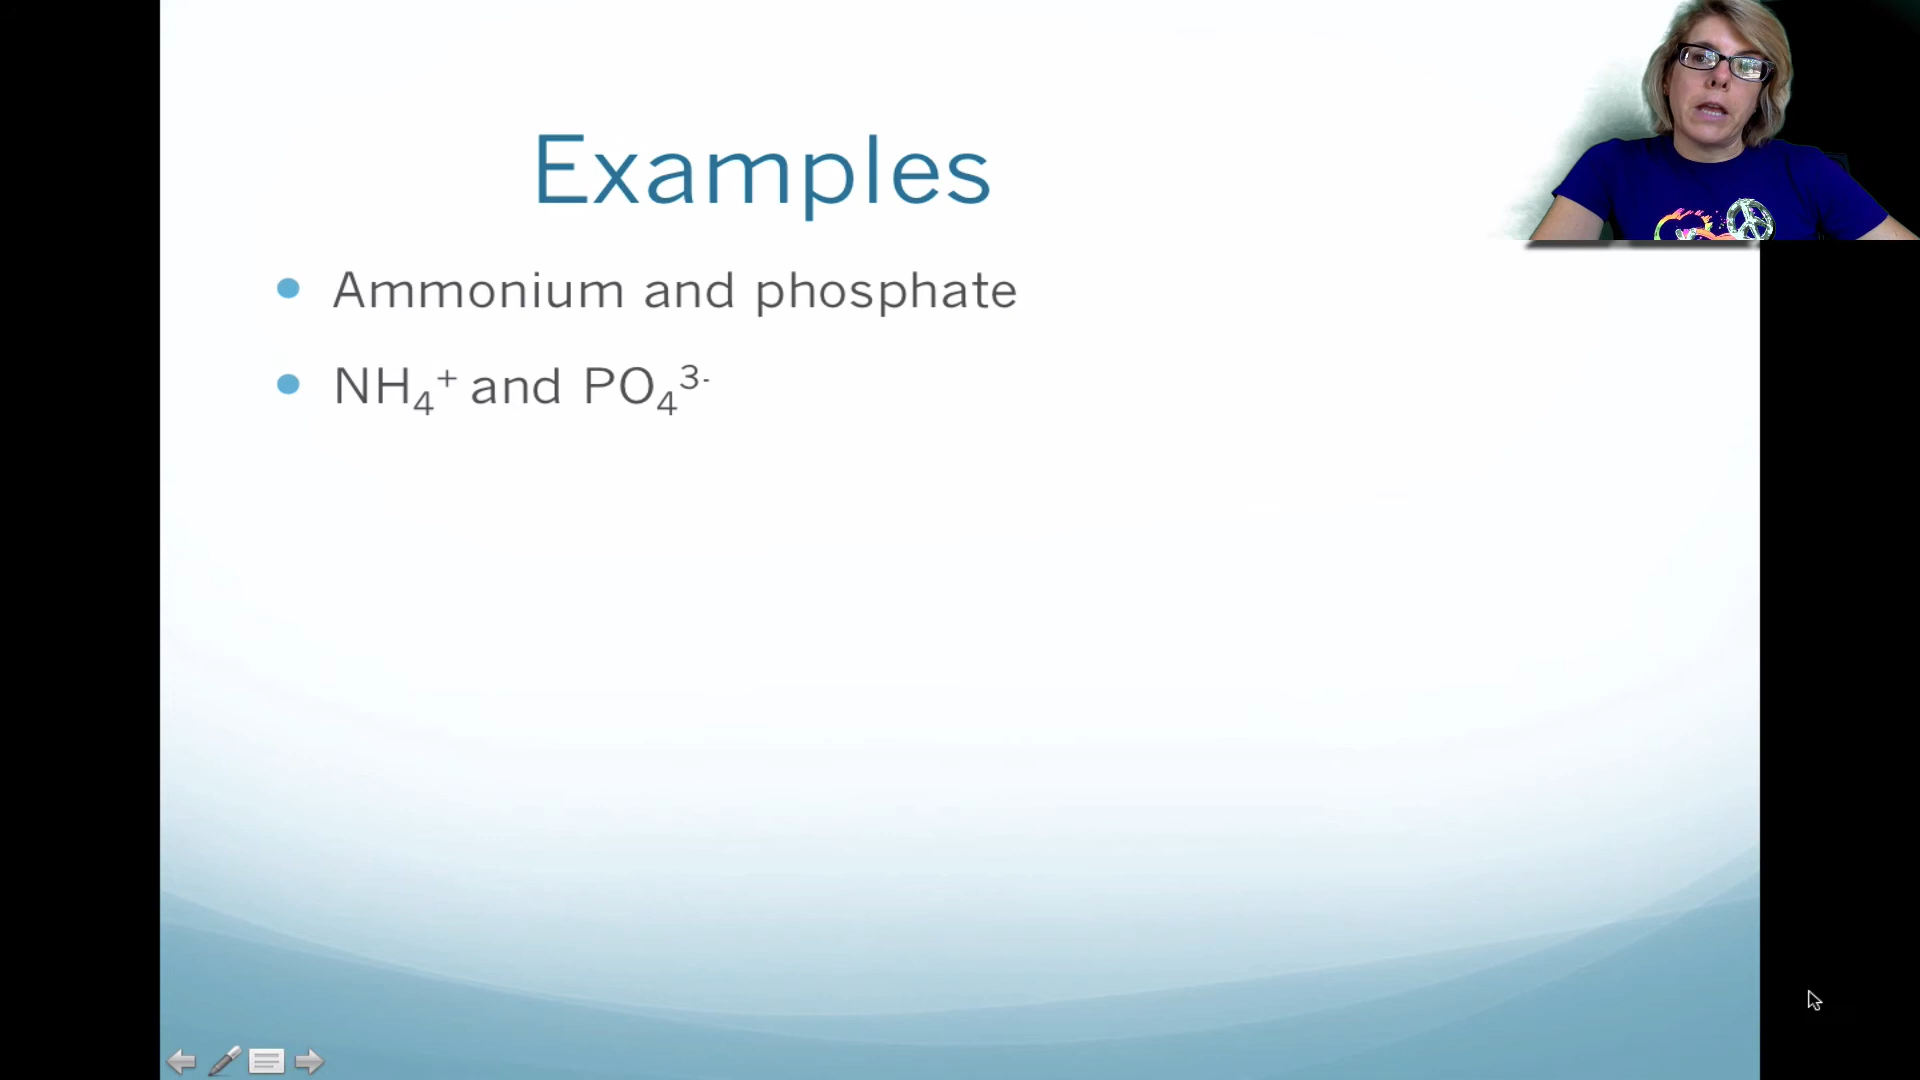 Examples
• Ammonium and phosphate
• NH₄⁺ and PO₄³⁻